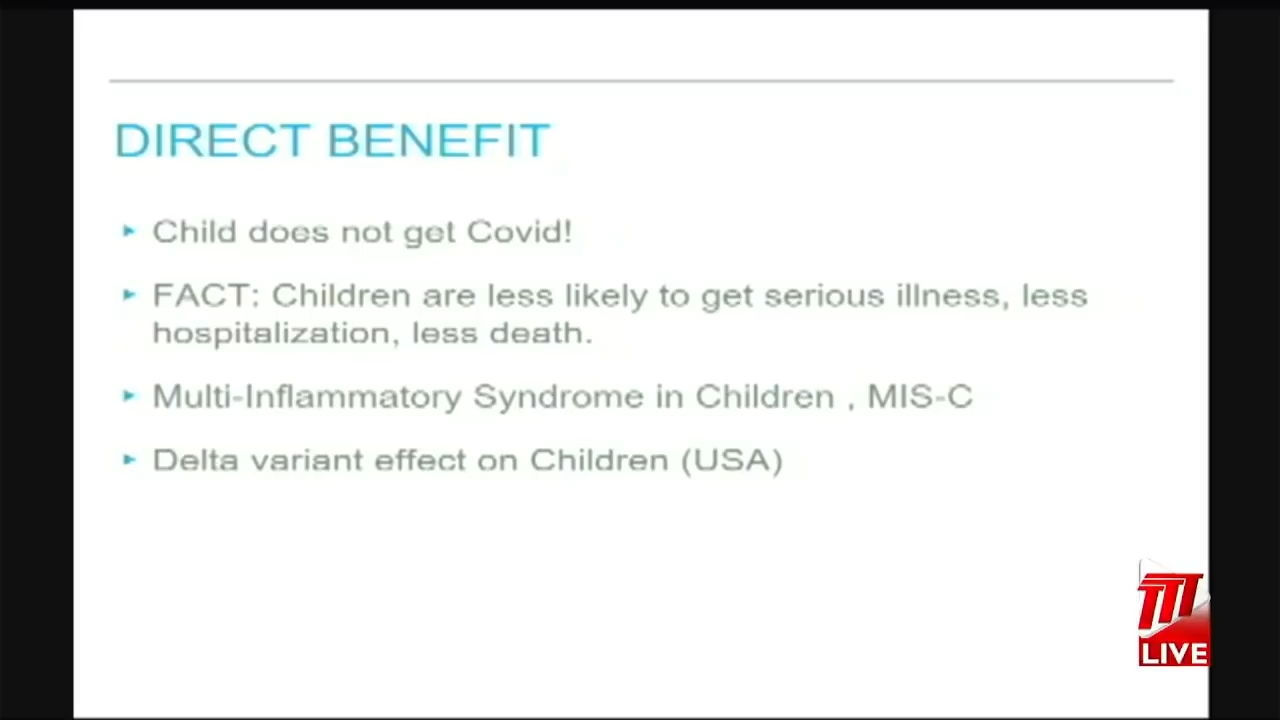 DIRECT BENEFIT
Child does not get Covid!
FACT: Children are less likely to get serious illness, less
hospitalization, less death.
Multi-Inflammatory Syndrome in Children , MIS-C
Delta variant effect on Children (USA)
TTT
LIVE